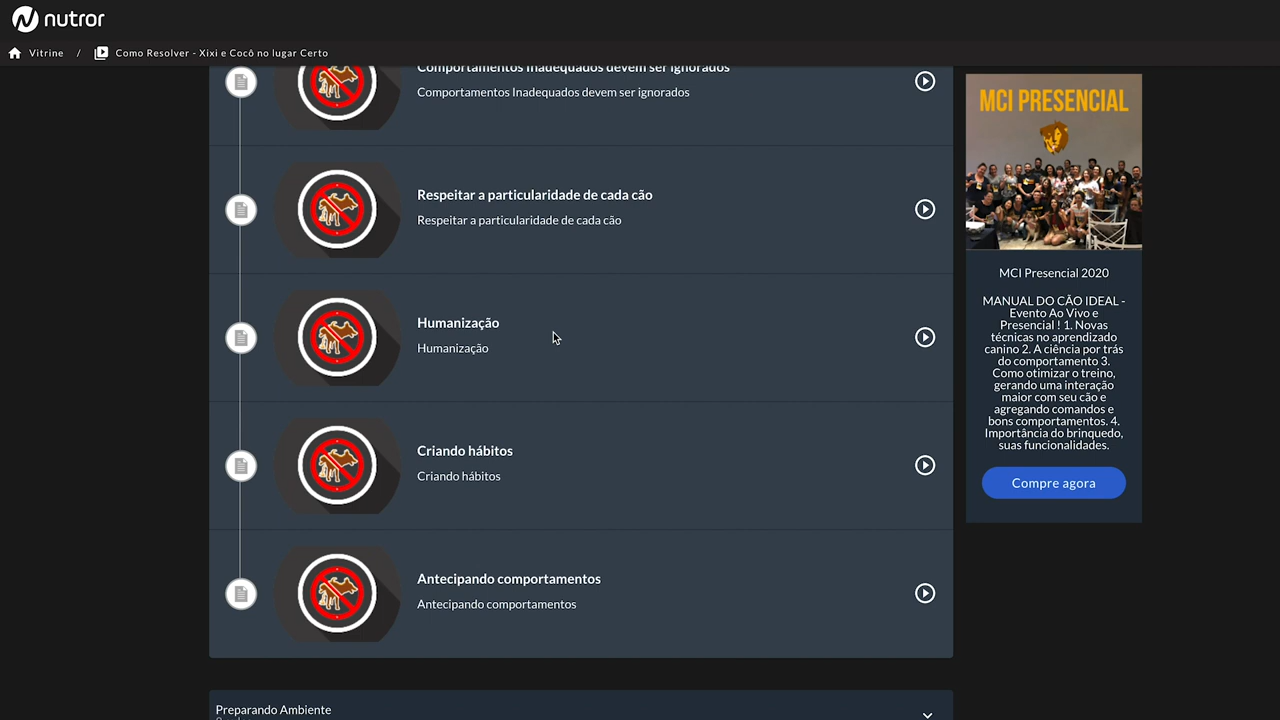 nutror
Vitrine / Como Resolver - Xixi e Cocô no lugar Certo
Comportamentos Inadequados devem ser ignorados
Comportamentos Inadequados devem ser ignorados
Respeitar a particularidade de cada cão
Respeitar a particularidade de cada cão
Humanização
Humanização
Criando hábitos
Criando hábitos
Antecipando comportamentos
Antecipando comportamentos
Preparando Ambiente
MCI PRESENCIAL
MCI Presencial 2020
MANUAL DO CÃO IDEAL -
Evento Ao Vivo e
Presencial ! 1. Novas
técnicas no aprendizado
canino 2. A ciência por trás
do comportamento 3.
Como otimizar o treino,
gerando uma interação
maior com seu cão e
agregando comandos e
bons comportamentos. 4.
Importância do brinquedo,
suas funcionalidades.
Compre agora